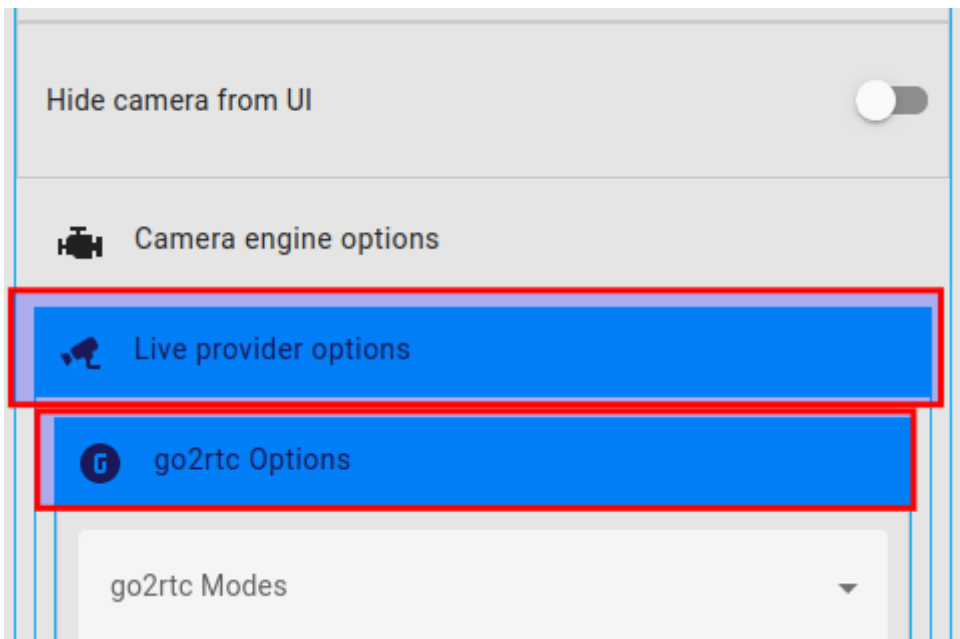 Hide camera from UI
Camera engine options
Live provider options
go2rtc Options
go2rtc Modes